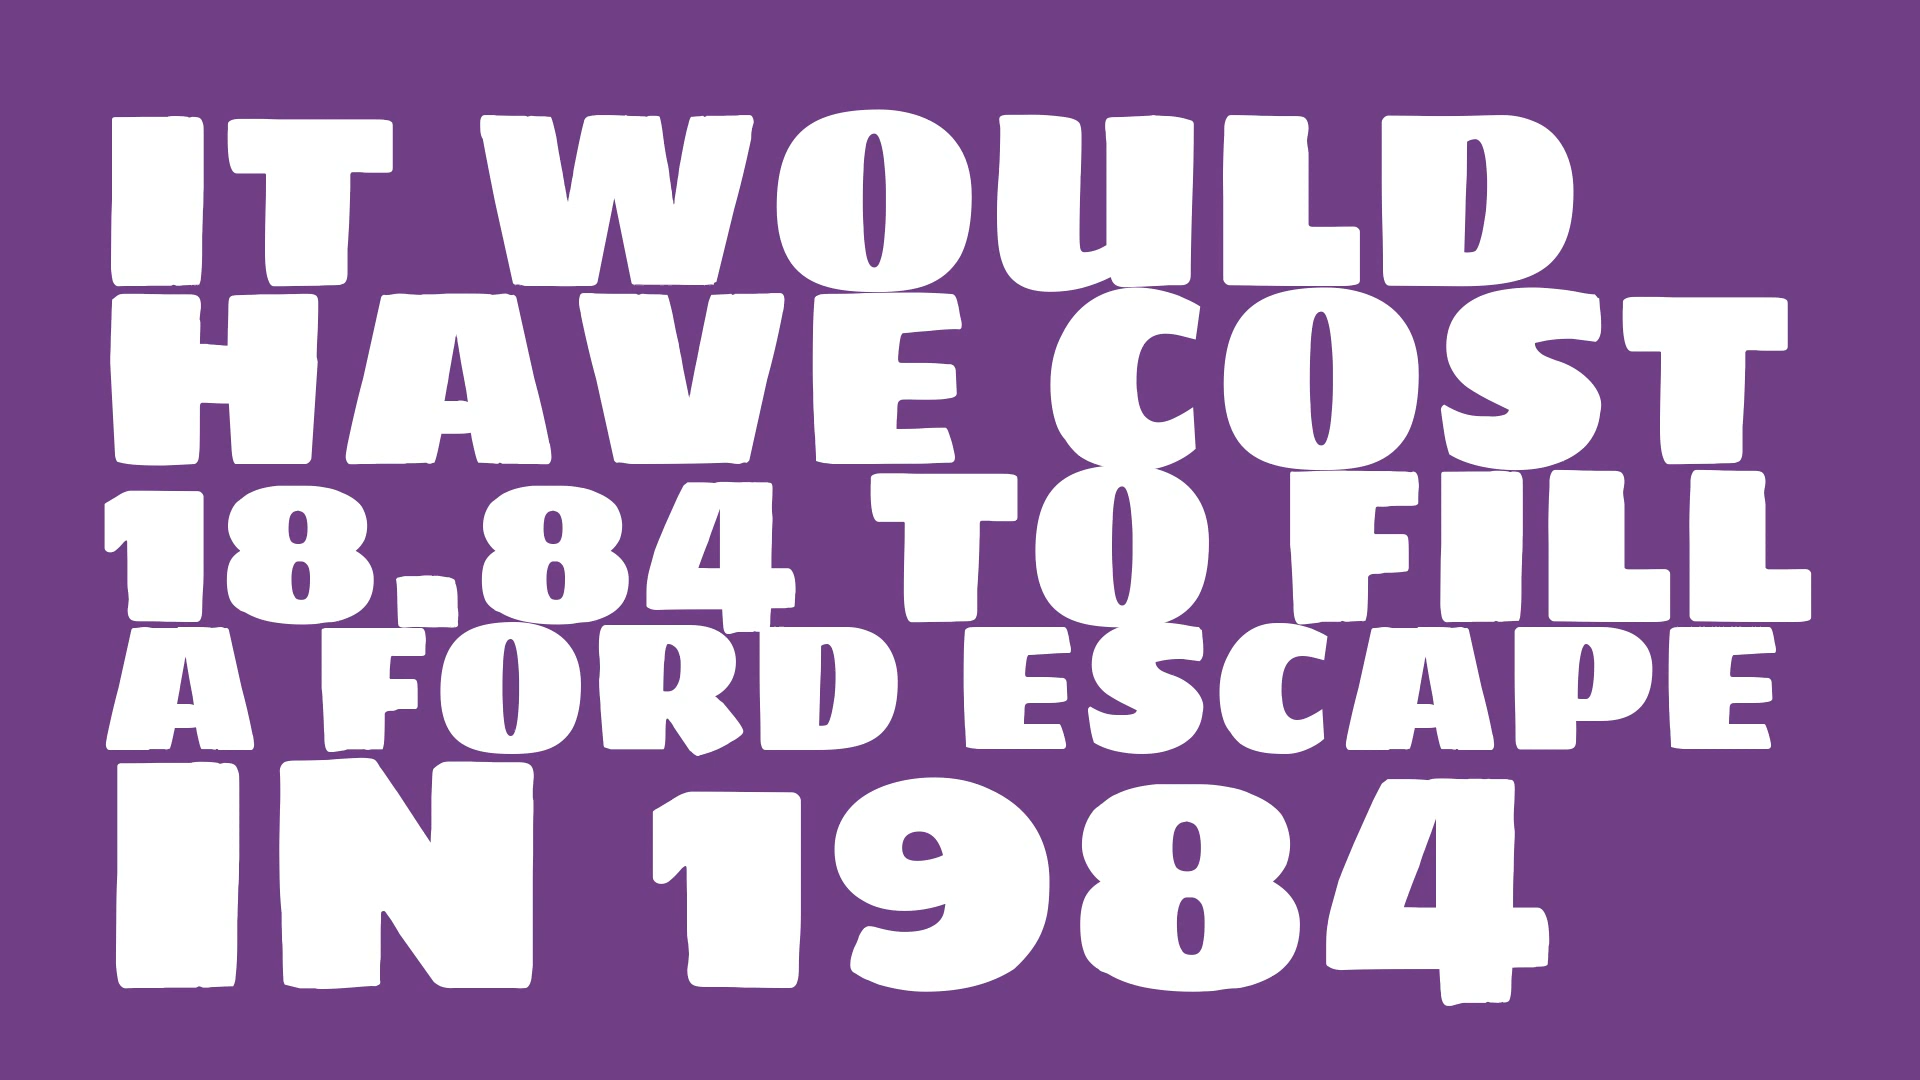 IT WOULD
HAVE COST
18.84 TO FILL
A FORD ESCAPE
IN 1984